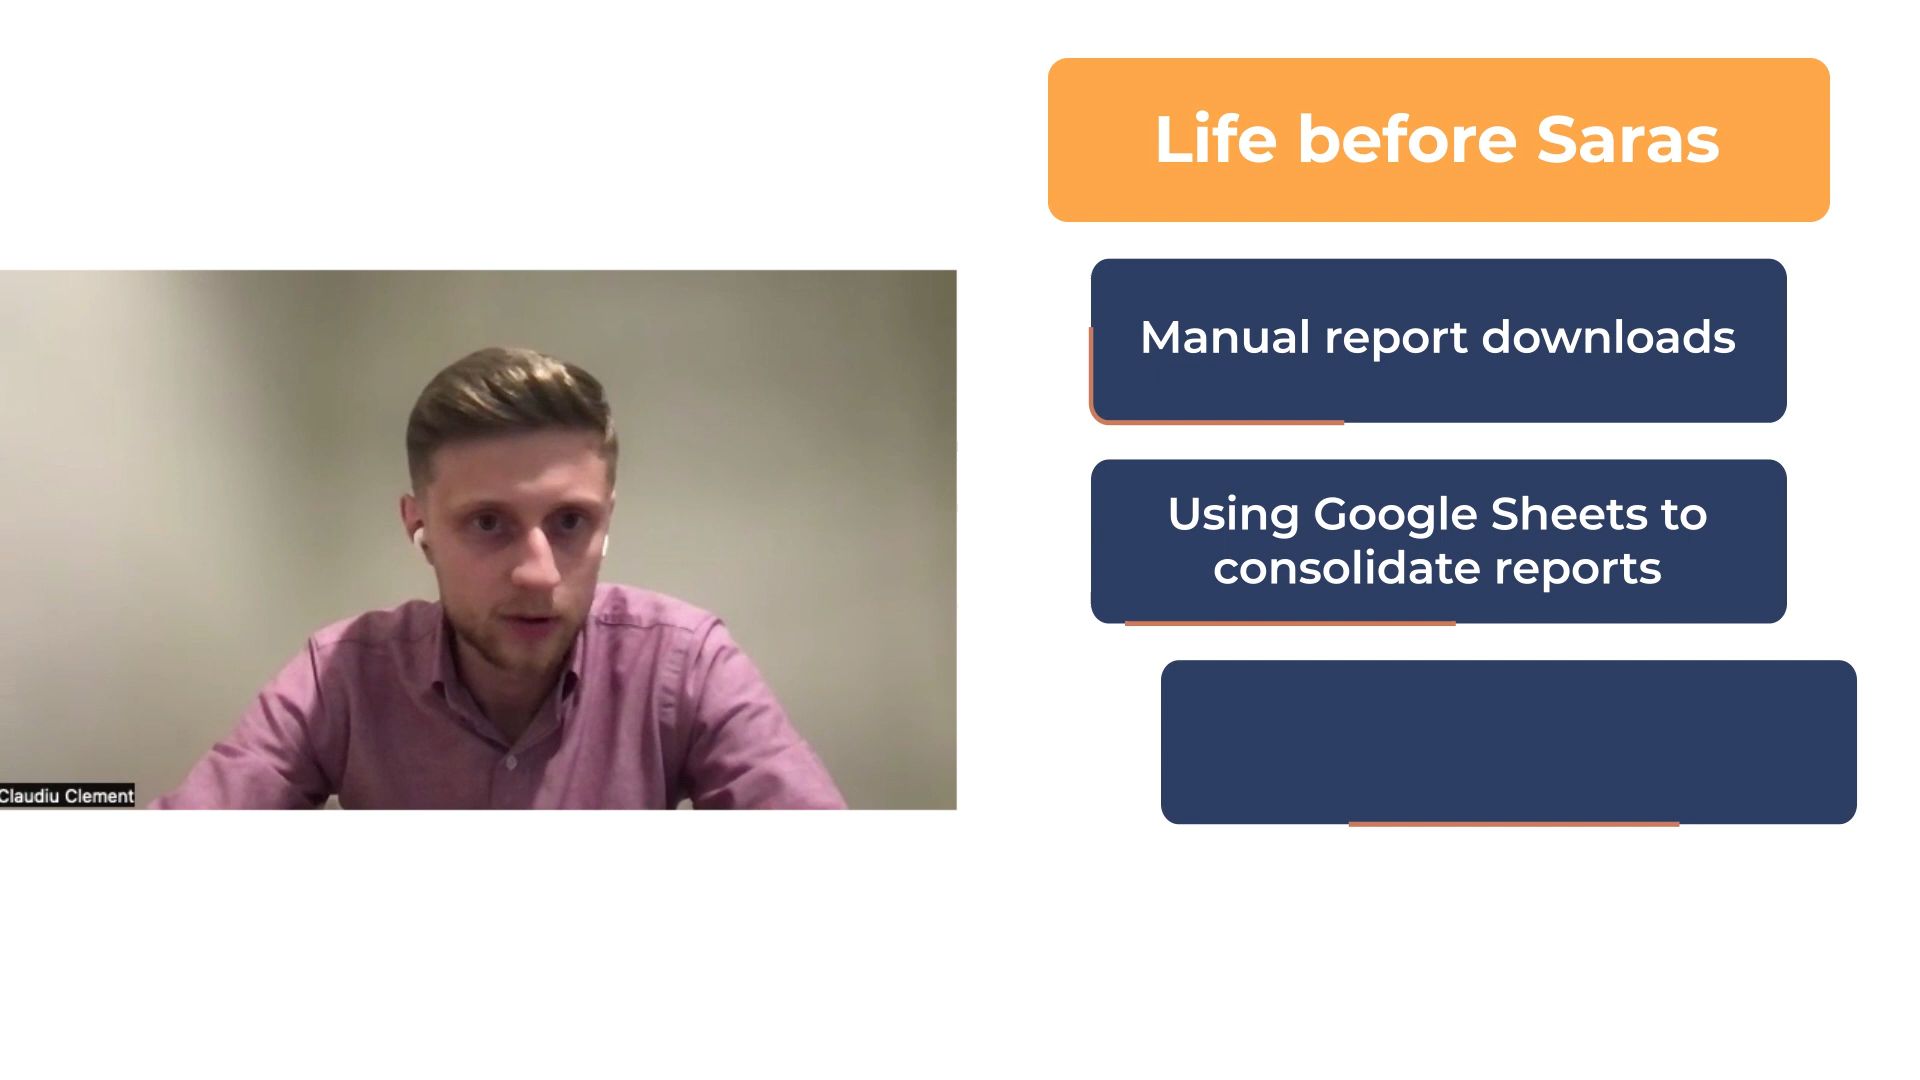 Life before Saras
Manual report downloads
Using Google Sheets to
consolidate reports
Claudiu Clement